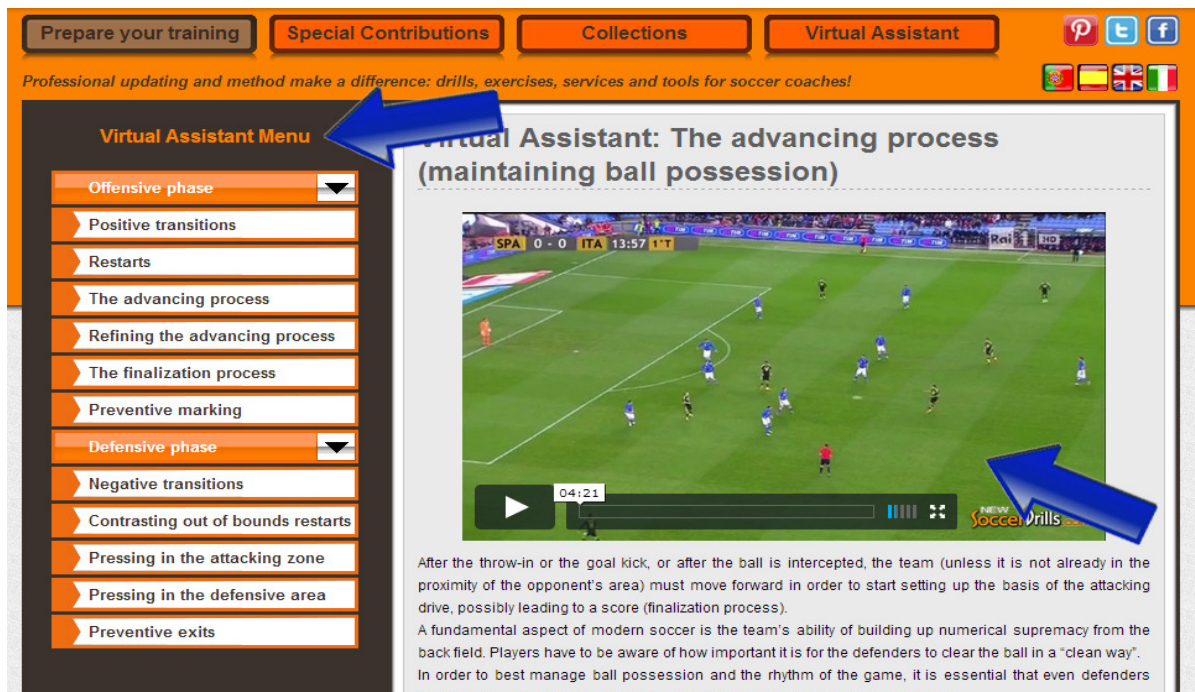 Prepare your training
Special Contributions
Collections
Virtual Assistant
Professional updating and method make a difference: drills, exercises, services and tools for soccer coaches!
Virtual Assistant Menu
Offensive phase
Positive transitions
Restarts
The advancing process
Refining the advancing process
The finalization process
Preventive marking
Defensive phase
Negative transitions
Contrasting out of bounds restarts
Pressing in the attacking zone
Pressing in the defensive area
Preventive exits
Virtual Assistant: The advancing process
(maintaining ball possession)
SPA 0 - 0 ITA 13:57 1°T
Rai 1 HD
04:21
NEW
Soccer Drills
After the throw-in or the goal kick, or after the ball is intercepted, the team (unless it is not already in the
proximity of the opponent's area) must move forward in order to start setting up the basis of the attacking
drive, possibly leading to a score (finalization process).
A fundamental aspect of modern soccer is the team's ability of building up numerical supremacy from the
back field. Players have to be aware of how important it is for the defenders to clear the ball in a "clean way".
In order to best manage ball possession and the rhythm of the game, it is essential that even defenders